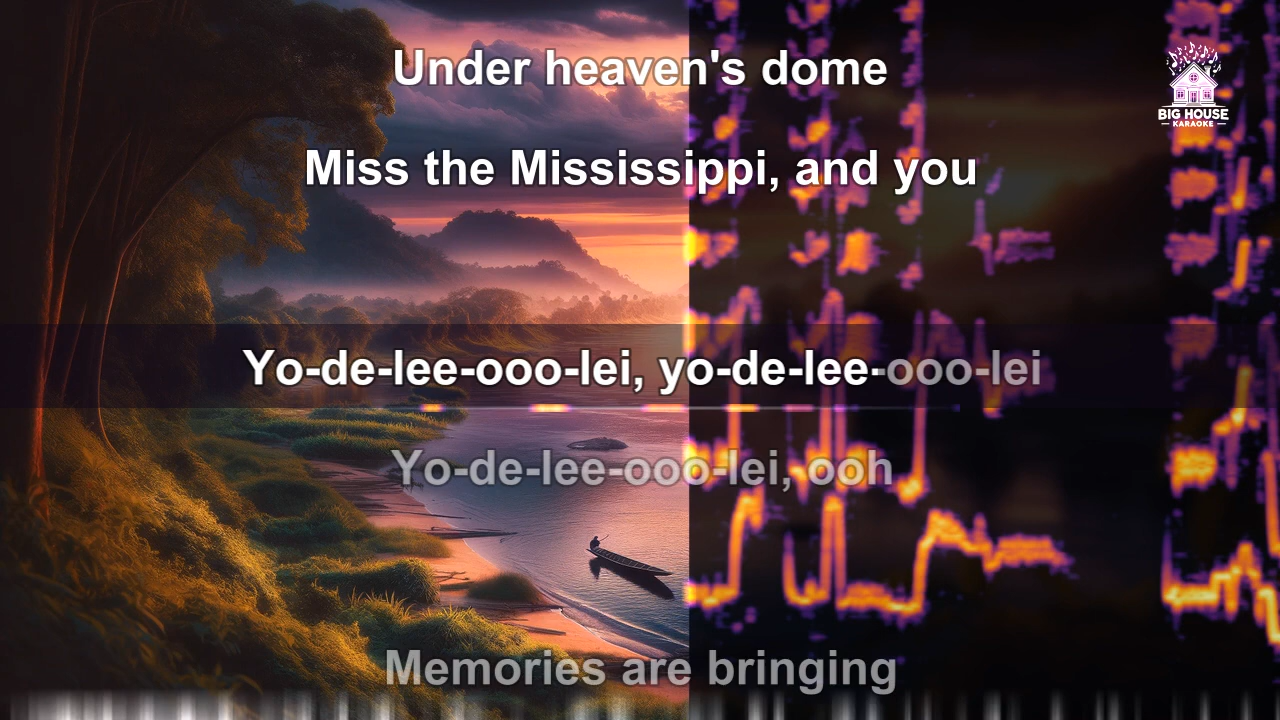 Under heaven's dome
BIG HOUSE
KARAOKE
Miss the Mississippi, and you
Yo-de-lee-ooo-lei, yo-de-lee-ooo-lei
Yo-de-lee-ooo-lei, ooh
Memories are bringing